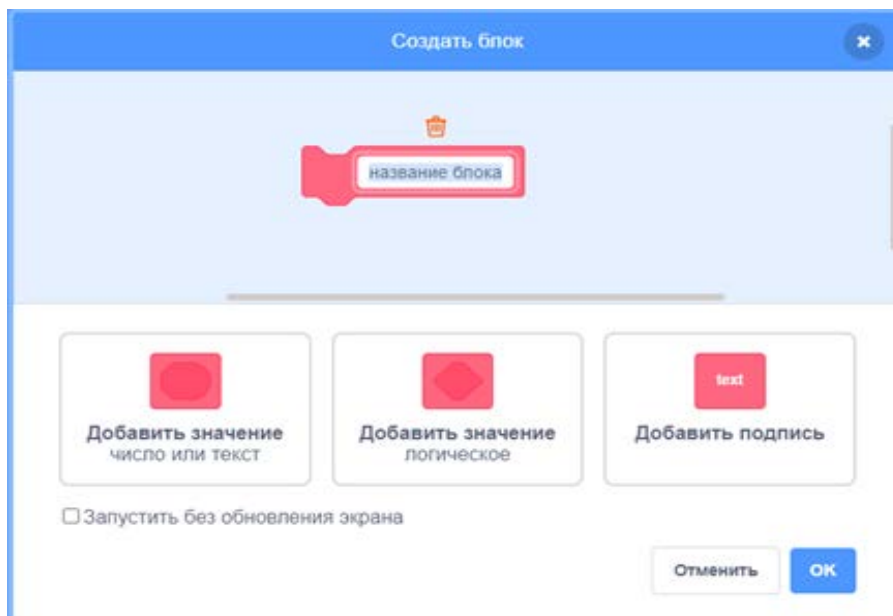 Создать блок
название блока
text
Добавить значение
число или текст
Добавить значение
логическое
Добавить подпись
Запустить без обновления экрана
Отменить
OK